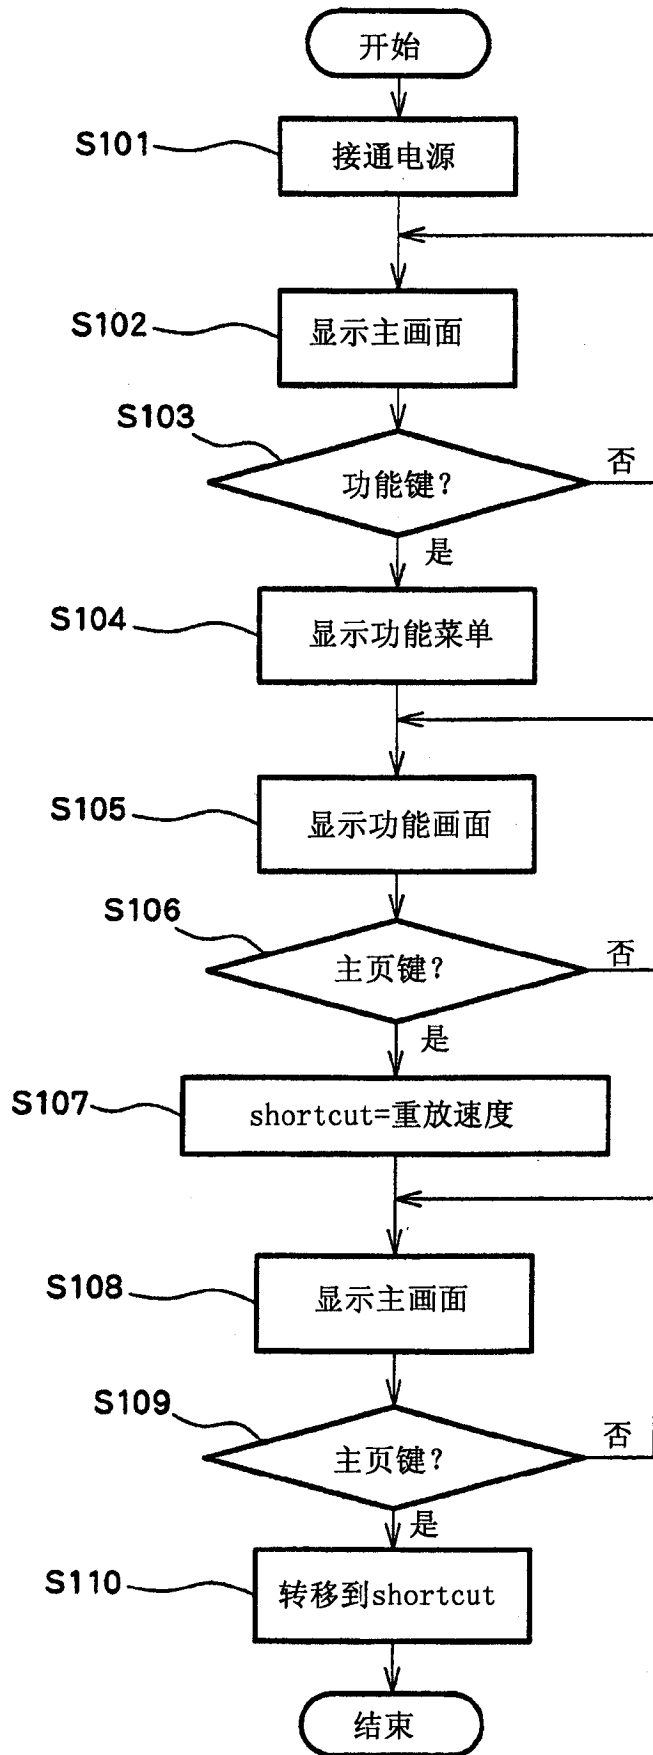 开始
S101
接通电源
S102
显示主画面
S103
功能键？
否
是
S104
显示功能菜单
S105
显示功能画面
S106
主页键？
否
是
S107
shortcut=重放速度
S108
显示主画面
S109
主页键？
否
是
S110
转移到shortcut
结束